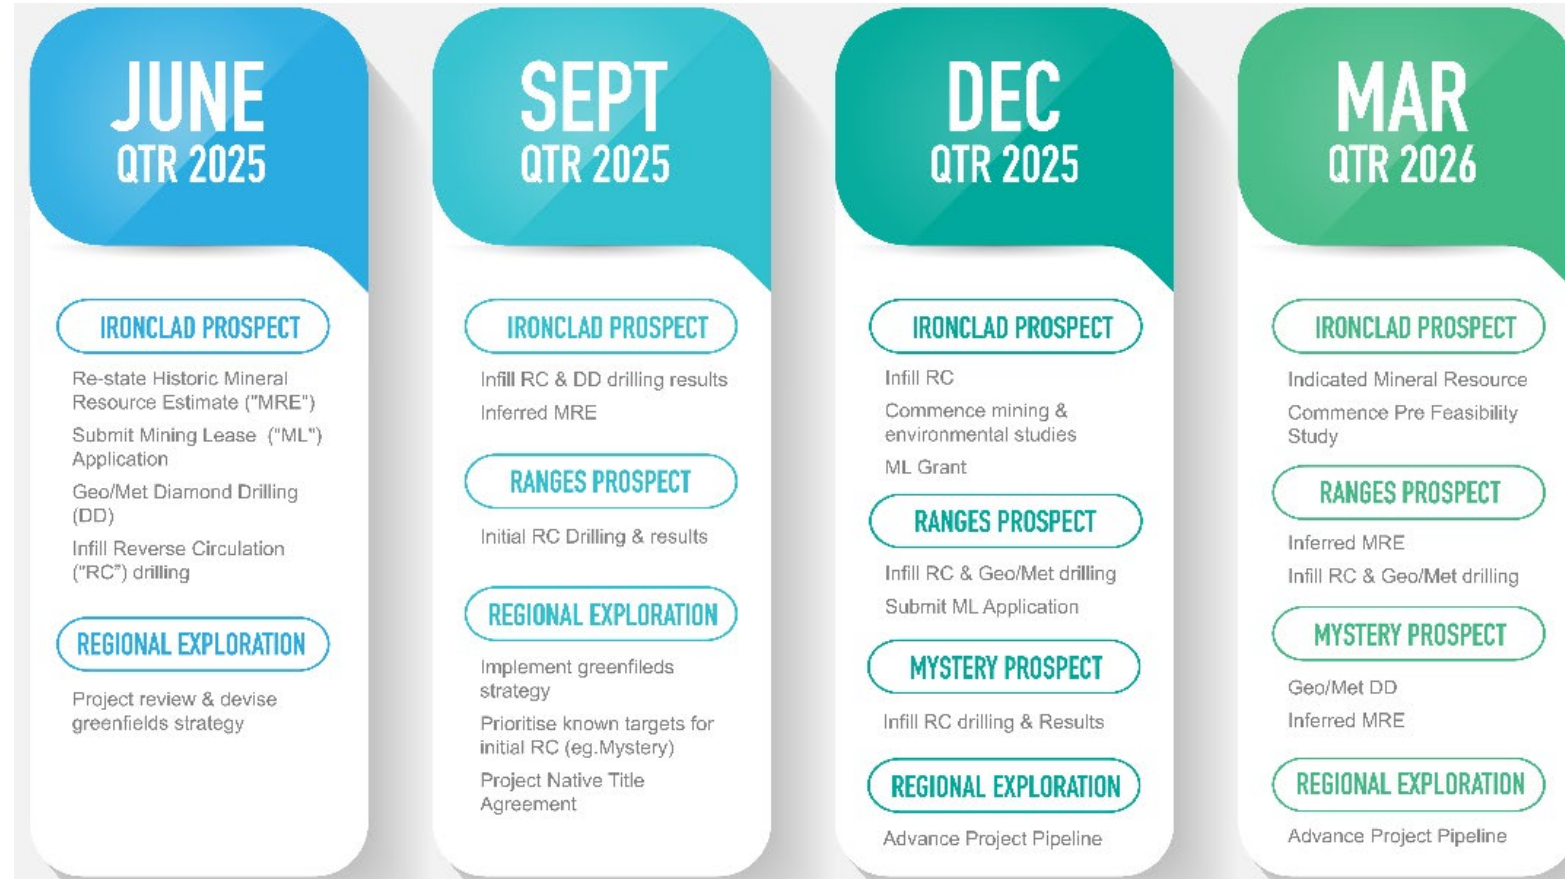 JUNE
QTR 2025
IRONCLAD PROSPECT
Re-state Historic Mineral
Resource Estimate ("MRE")
Submit Mining Lease ("ML")
Application
Geo/Met Diamond Drilling
(DD)
Infill Reverse Circulation
("RC") drilling
REGIONAL EXPLORATION
Project review & devise
greenfields strategy
SEPT
QTR 2025
IRONCLAD PROSPECT
Infill RC & DD drilling results
Inferred MRE
RANGES PROSPECT
Initial RC Drilling & results
REGIONAL EXPLORATION
Implement greenfileds
strategy
Prioritise known targets for
initial RC (eg.Mystery)
Project Native Title
Agreement
DEC
QTR 2025
IRONCLAD PROSPECT
Infill RC
Commence mining &
environmental studies
ML Grant
RANGES PROSPECT
Infill RC & Geo/Met drilling
Submit ML Application
MYSTERY PROSPECT
Infill RC drilling & Results
REGIONAL EXPLORATION
Advance Project Pipeline
MAR
QTR 2026
IRONCLAD PROSPECT
Indicated Mineral Resource
Commence Pre Feasibility
Study
RANGES PROSPECT
Inferred MRE
Infill RC & Geo/Met drilling
MYSTERY PROSPECT
Geo/Met DD
Inferred MRE
REGIONAL EXPLORATION
Advance Project Pipeline